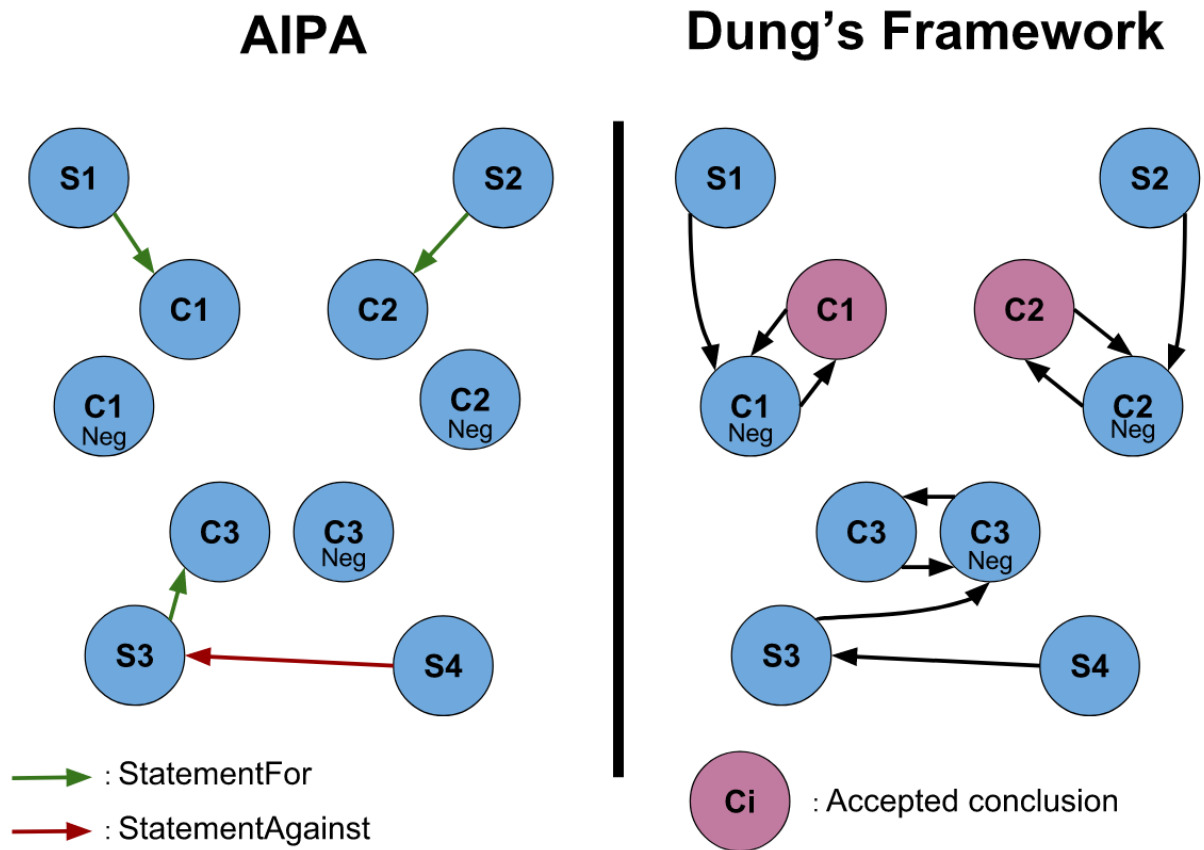 AIPA
Dung's Framework
S1
S2
C1
C2
C1
Neg
C2
Neg
C3
C3
Neg
S3
S4
: StatementFor
: StatementAgainst
S1
S2
C1
C2
C1
Neg
C2
Neg
C3
C3
Neg
S3
S4
Ci
: Accepted conclusion